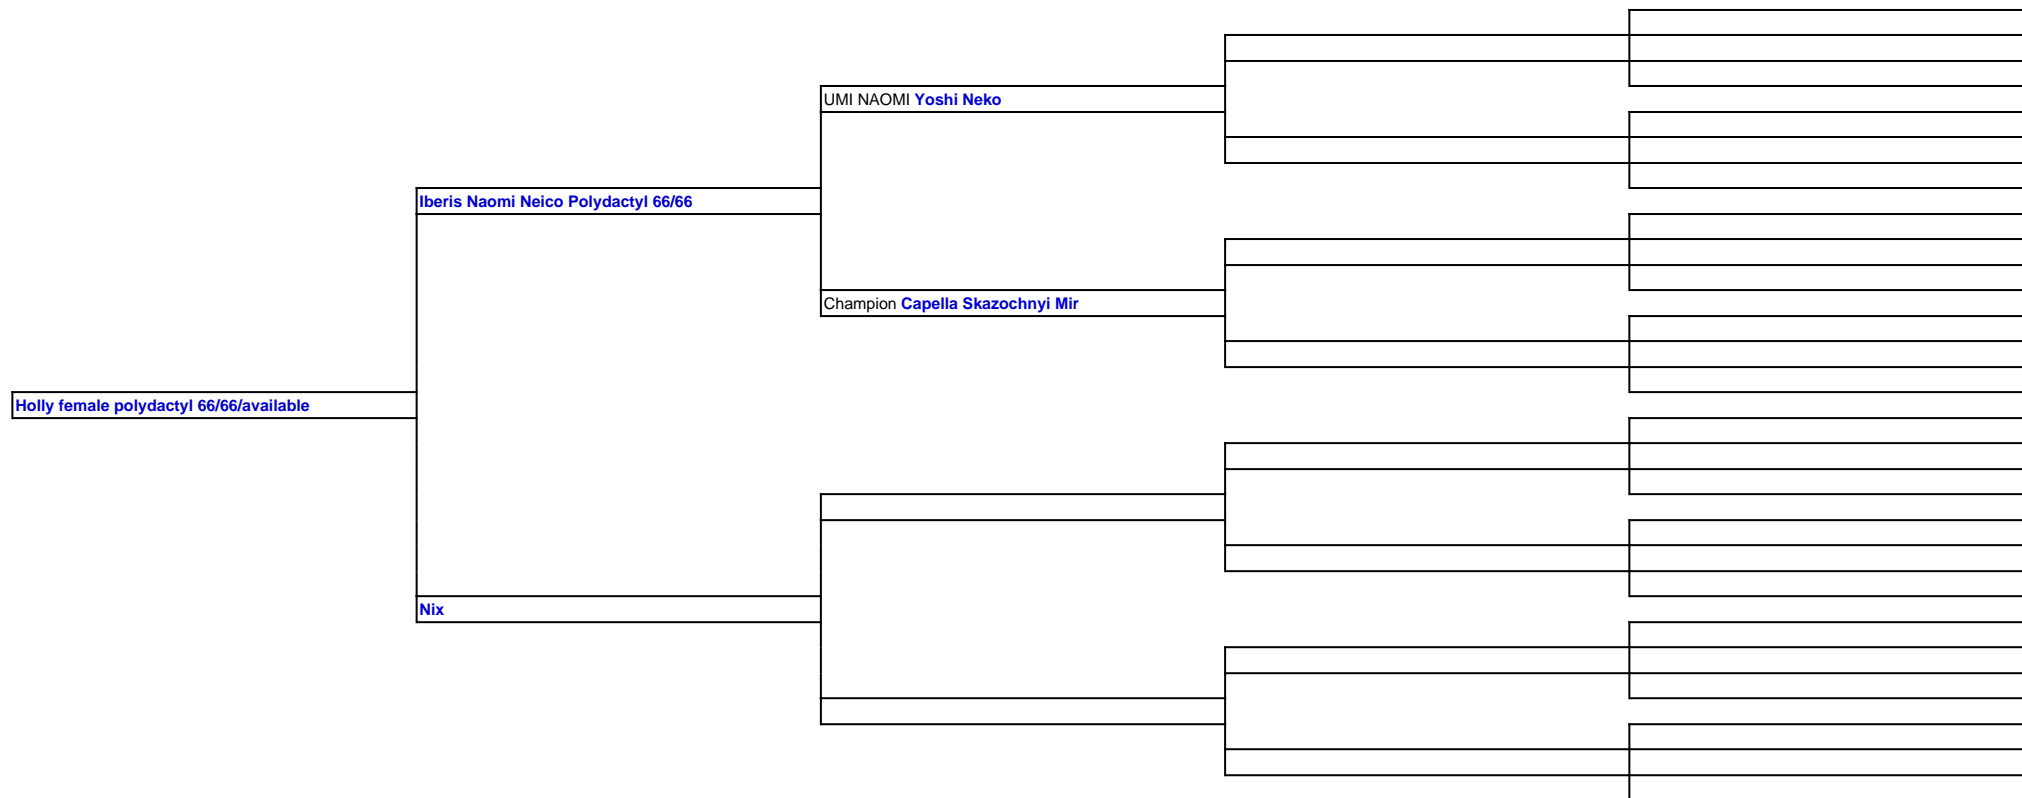 UMI NAOMI Yoshi Neko
Iberis Naomi Neico Polydactyl 66/66
Champion Capella Skazochnyi Mir
Holly female polydactyl 66/66/available
Nix